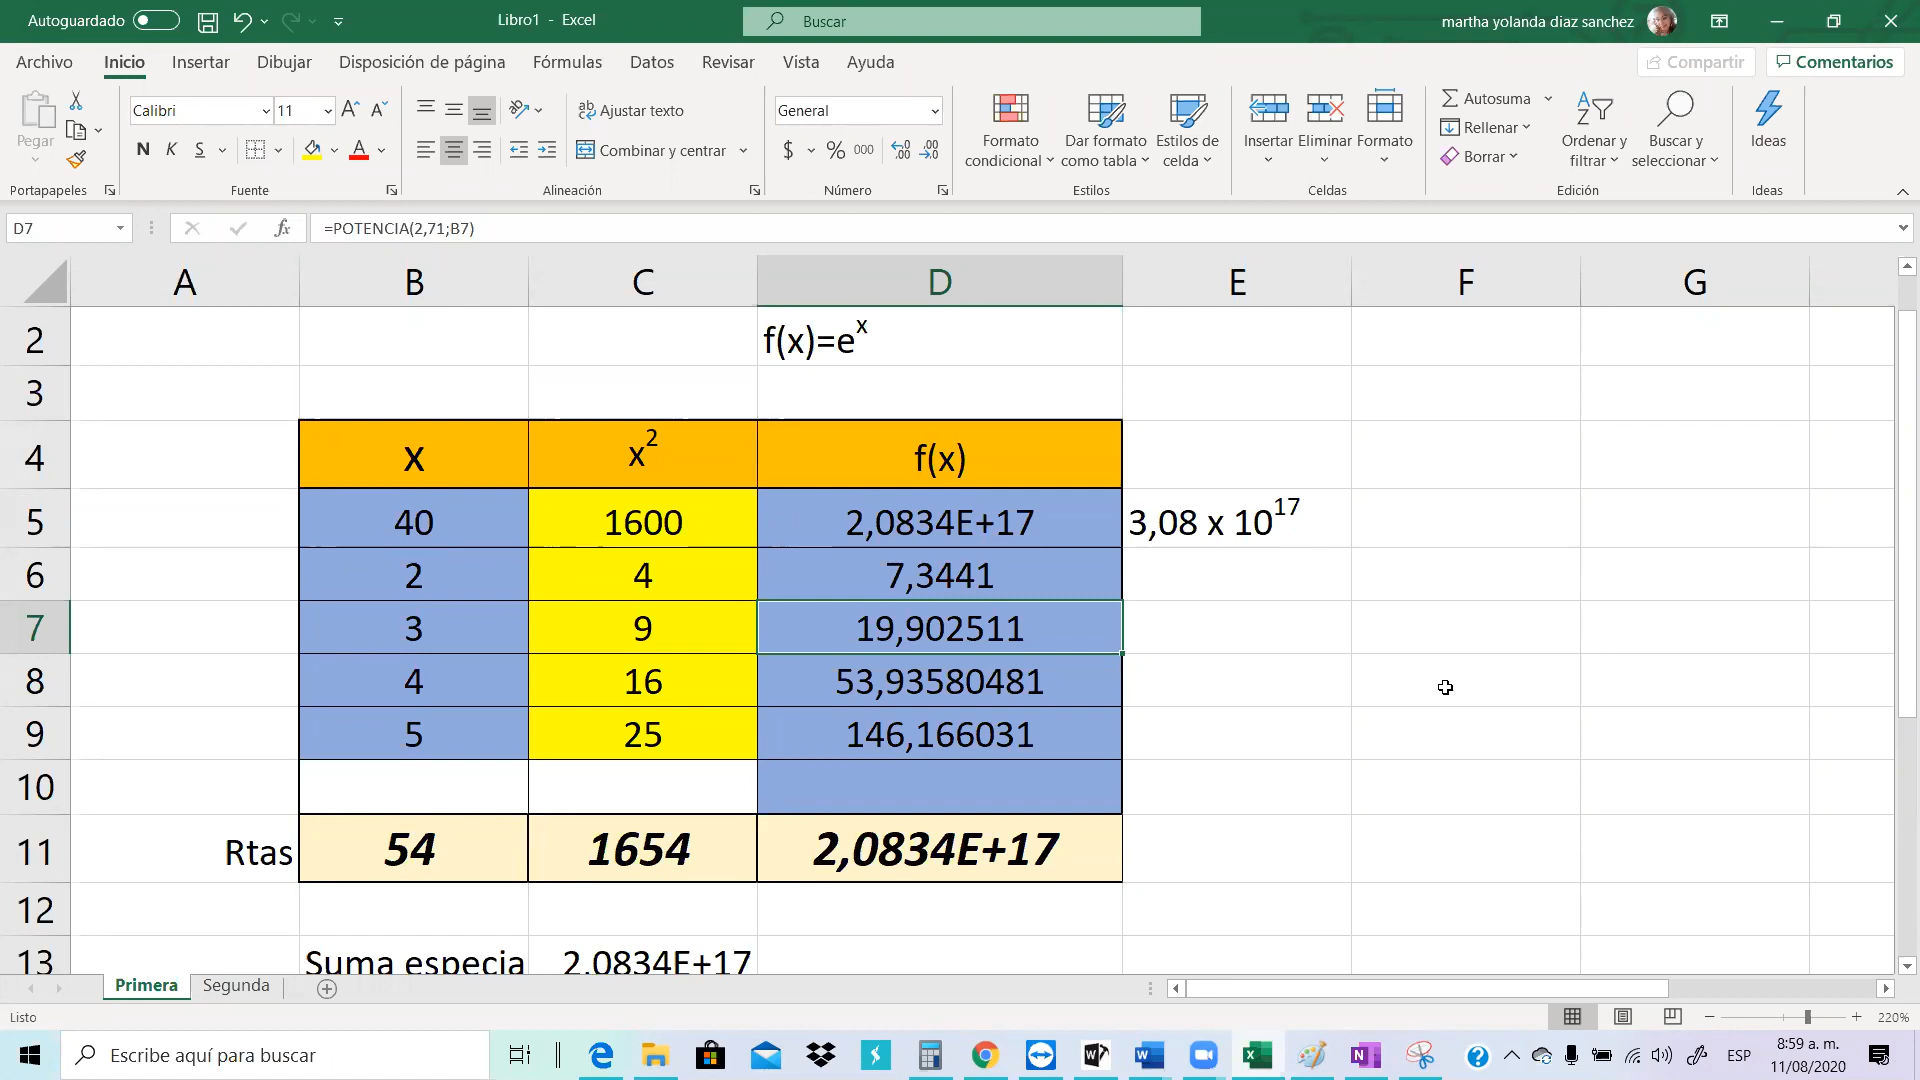 Autoguardado
Libro1 - Excel
Buscar
martha yolanda diaz sanchez
Archivo
Inicio
Insertar
Dibujar
Disposición de página
Fórmulas
Datos
Revisar
Vista
Ayuda
Compartir
Comentarios
Pegar
Portapapeles
Calibri
11
N K S
A
Fuente
Ajustar texto
Combinar y centrar
Alineación
General
$ % 000
Número
Formato condicional
Dar formato como tabla
Estilos de celda
Estilos
Insertar
Eliminar
Formato
Celdas
Autosuma
Rellenar
Borrar
Ordenar y filtrar
Buscar y seleccionar
Edición
Ideas
Ideas
D7
fx
=POTENCIA(2,71;B7)
A B C D E F G
2 f(x)=e^x
3
4 x x² f(x)
5 40 1600 2,0834E+17 3,08 x 10^17
6 2 4 7,3441
7 3 9 19,902511
8 4 16 53,93580481
9 5 25 146,166031
10
11 Rtas 54 1654 2,0834E+17
12
13 Suma especia 2,0834E+17
Primera
Segunda
Listo
220%
Escribe aquí para buscar
ESP
8:59 a. m.
11/08/2020